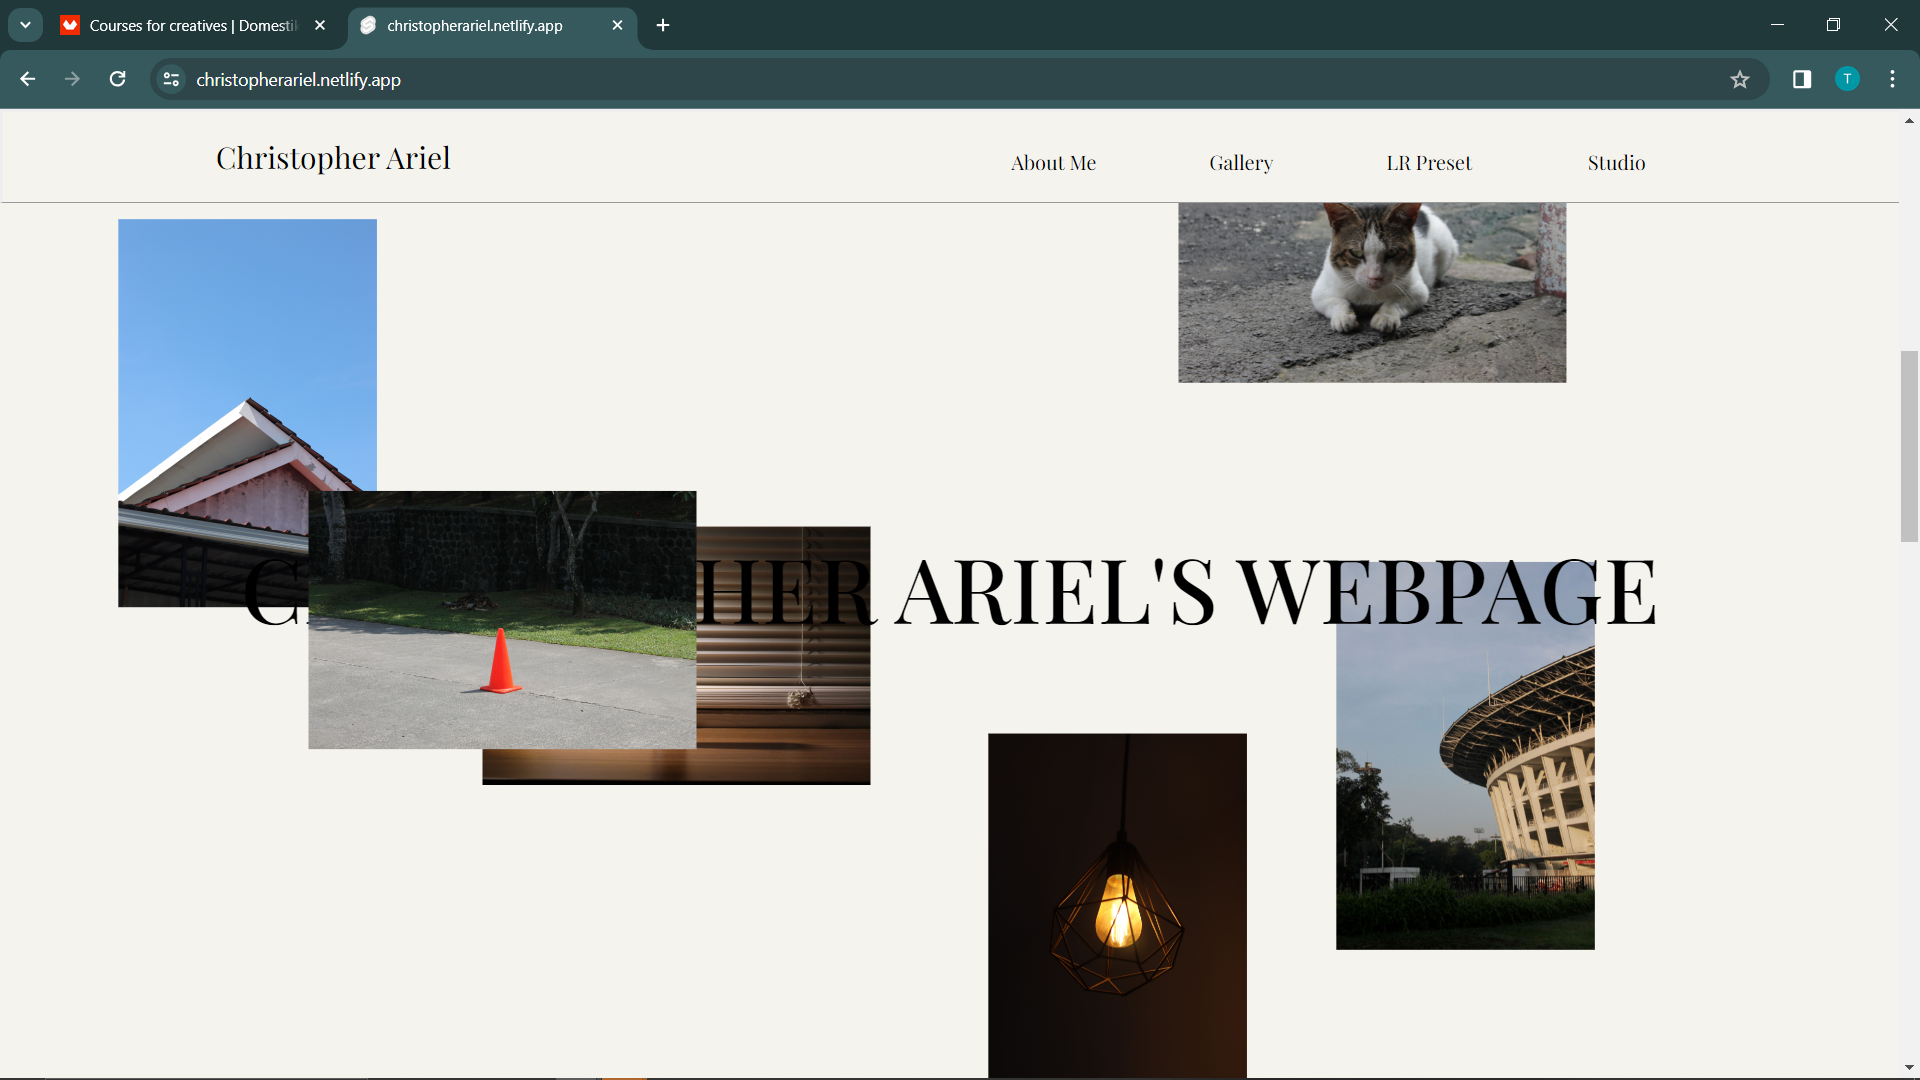 Courses for creatives | Domesti
christopherariel.netlify.app
christopherariel.netlify.app
T
Christopher Ariel
About Me
Gallery
LR Preset
Studio
C HER ARIEL'S WEBPAGE